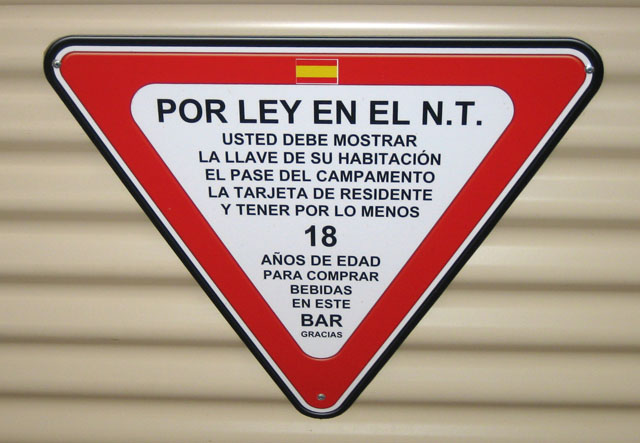 POR LEY EN EL N.T.
USTED DEBE MOSTRAR
LA LLAVE DE SU HABITACIÓN
EL PASE DEL CAMPAMENTO
LA TARJETA DE RESIDENTE
Y TENER POR LO MENOS
18
AÑOS DE EDAD
PARA COMPRAR
BEBIDAS
EN ESTE
BAR
GRACIAS